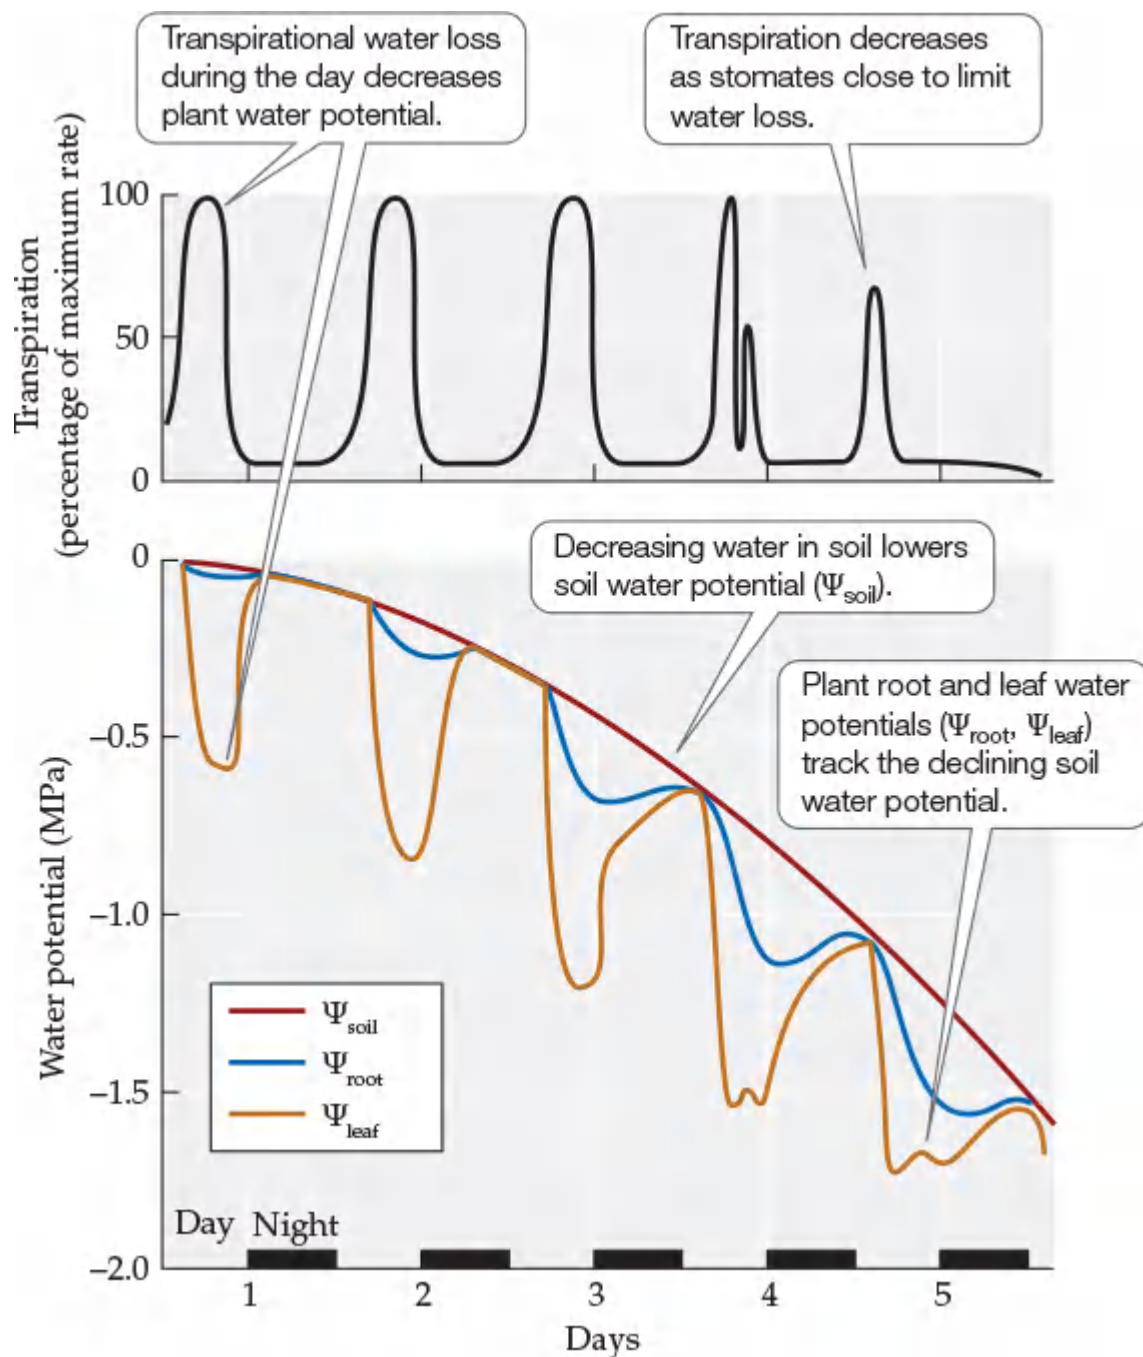 Transpirational water loss
during the day decreases
plant water potential.
Transpiration decreases
as stomates close to limit
water loss.
Transpiration
(percentage of maximum rate)
100
50
0
Decreasing water in soil lowers
soil water potential (Ψsoil).
Plant root and leaf water
potentials (Ψroot, Ψleaf)
track the declining soil
water potential.
Water potential (MPa)
0
−0.5
−1.0
−1.5
−2.0
Ψsoil
Ψroot
Ψleaf
Day Night
1 2 3 4 5
Days